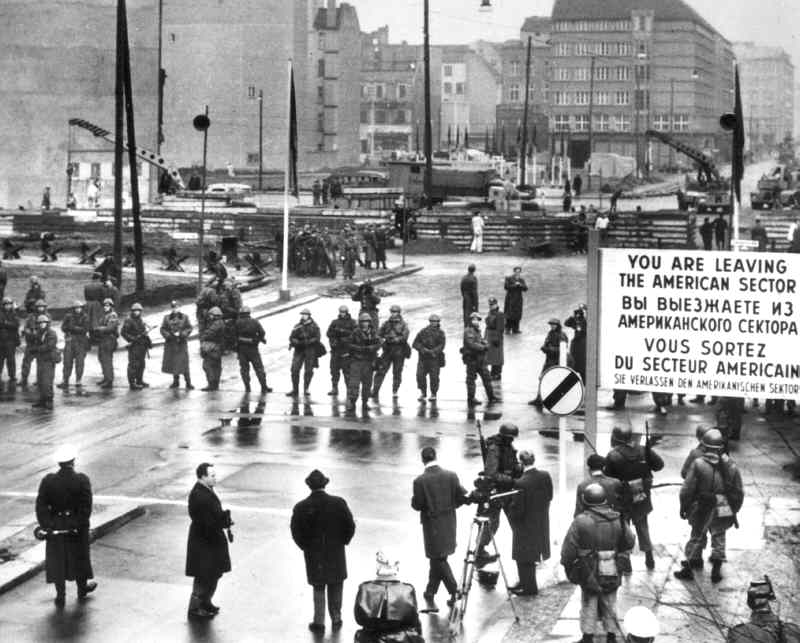 YOU ARE LEAVING
THE AMERICAN SECTOR
ВЫ ВЫЕЗЖАЕТЕ ИЗ
АМЕРИКАНСКОГО СЕКТОРА
VOUS SORTEZ
DU SECTEUR AMERICAIN
SIE VERLASSEN DEN AMERIKANISCHEN SEKTOR